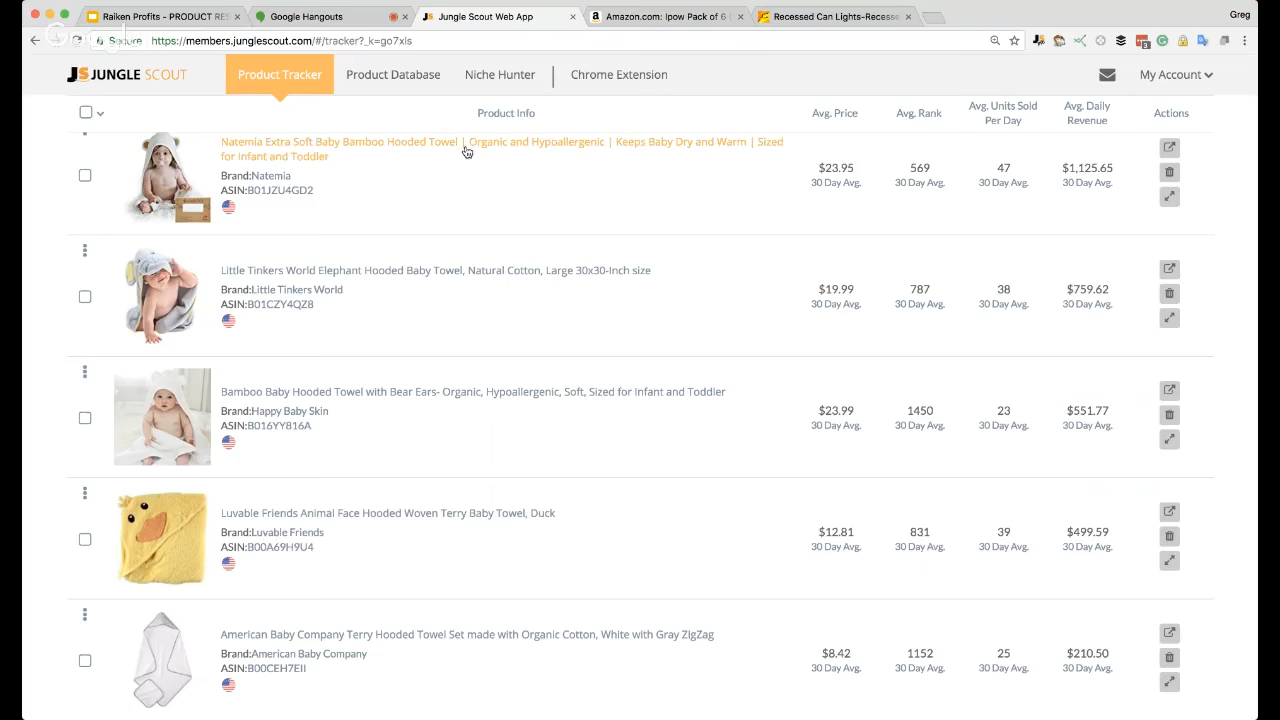 Raiken Profits - PRODUCT RES
Google Hangouts
Jungle Scout Web App
Amazon.com: Ipow Pack of 6
Recessed Can Lights-Recesse
Greg
Secure https://members.junglescout.com/#/tracker?_k=go7xls
JS JUNGLE SCOUT
Product Tracker
Product Database
Niche Hunter
Chrome Extension
My Account
Product Info
Avg. Price
Avg. Rank
Avg. Units Sold
Per Day
Avg. Daily
Revenue
Actions
Natemia Extra Soft Baby Bamboo Hooded Towel | Organic and Hypoallergenic | Keeps Baby Dry and Warm | Sized
for Infant and Toddler
Brand:Natemia
ASIN:B01JZU4GD2
$23.95 569 47 $1,125.65
30 Day Avg. 30 Day Avg. 30 Day Avg. 30 Day Avg.
Little Tinkers World Elephant Hooded Baby Towel, Natural Cotton, Large 30x30-Inch size
Brand:Little Tinkers World
ASIN:B01CZY4QZ8
$19.99 787 38 $759.62
30 Day Avg. 30 Day Avg. 30 Day Avg. 30 Day Avg.
Bamboo Baby Hooded Towel with Bear Ears- Organic, Hypoallergenic, Soft, Sized for Infant and Toddler
Brand:Happy Baby Skin
ASIN:B016YY816A
$23.99 1450 23 $551.77
30 Day Avg. 30 Day Avg. 30 Day Avg. 30 Day Avg.
Luvable Friends Animal Face Hooded Woven Terry Baby Towel, Duck
Brand:Luvable Friends
ASIN:B00A69H9U4
$12.81 831 39 $499.59
30 Day Avg. 30 Day Avg. 30 Day Avg. 30 Day Avg.
American Baby Company Terry Hooded Towel Set made with Organic Cotton, White with Gray ZigZag
Brand:American Baby Company
ASIN:B00CEH7EII
$8.42 1152 25 $210.50
30 Day Avg. 30 Day Avg. 30 Day Avg. 30 Day Avg.